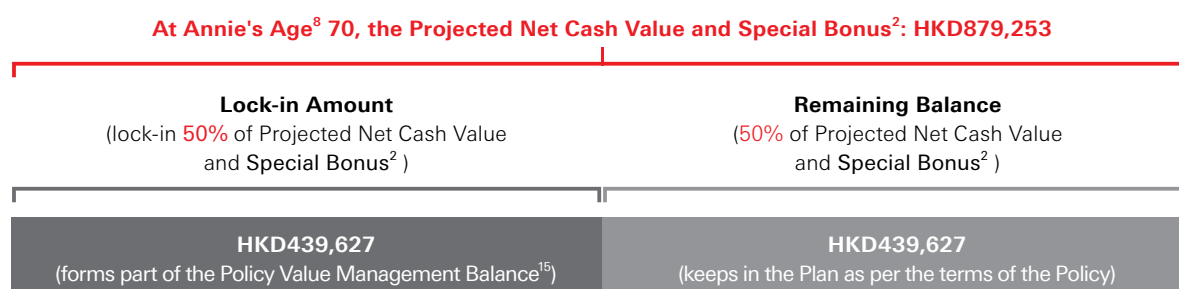 At Annie's Age⁸ 70, the Projected Net Cash Value and Special Bonus²: HKD879,253
Lock-in Amount
(lock-in 50% of Projected Net Cash Value
and Special Bonus² )
Remaining Balance
(50% of Projected Net Cash Value
and Special Bonus² )
HKD439,627
(forms part of the Policy Value Management Balance¹⁵)
HKD439,627
(keeps in the Plan as per the terms of the Policy)